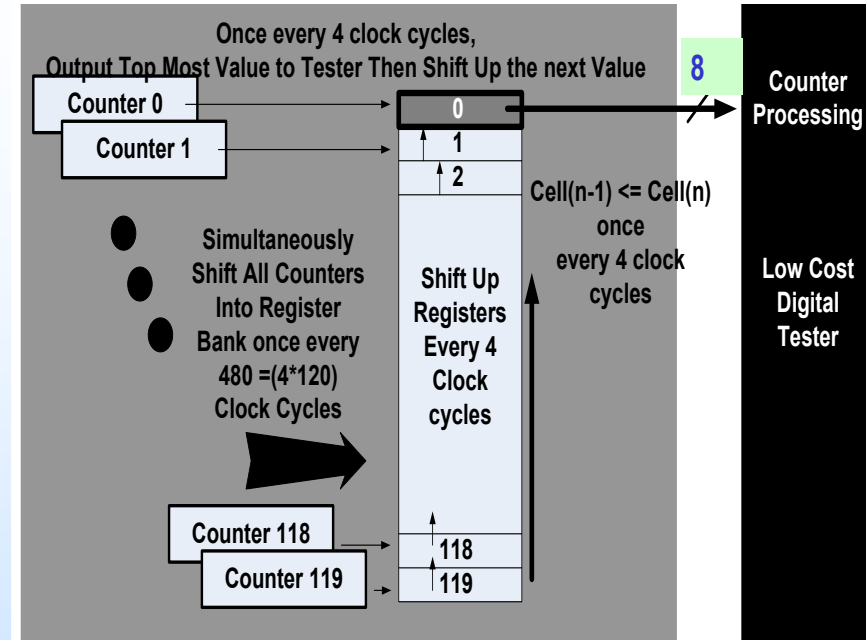 Once every 4 clock cycles,
Output Top Most Value to Tester Then Shift Up the next Value
8
Counter
Processing
Counter 0
0
Counter 1
1
2
Cell(n-1) <= Cell(n)
once
every 4 clock
cycles
Simultaneously
Shift All Counters
Into Register
Bank once every
480 =(4*120)
Clock Cycles
Shift Up
Registers
Every 4
Clock
cycles
Low Cost
Digital
Tester
Counter 118
118
Counter 119
119